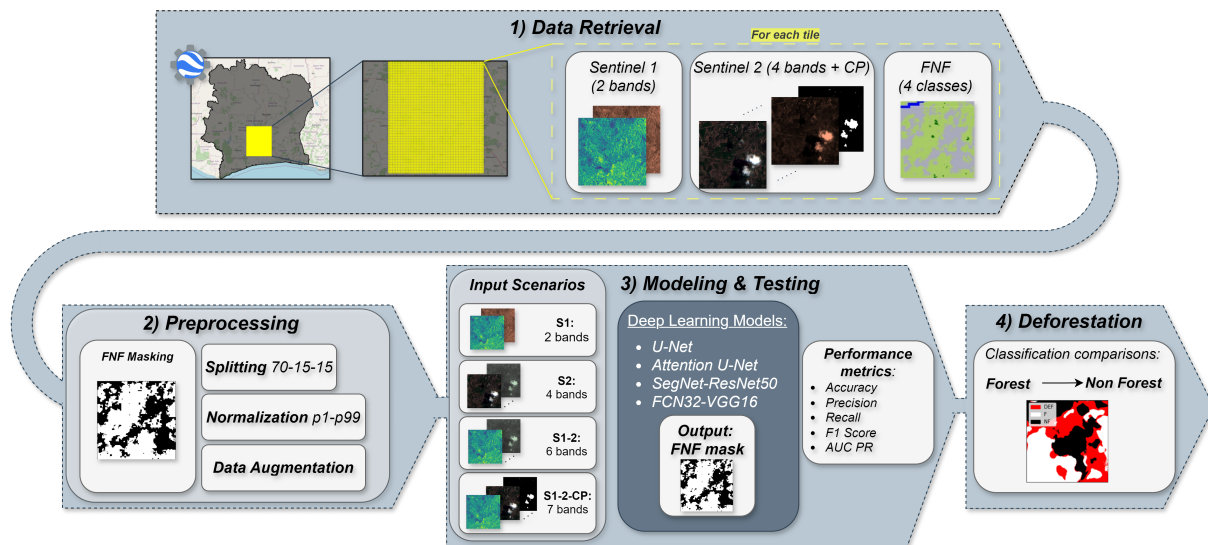 1) Data Retrieval
For each tile
Sentinel 1
(2 bands)
Sentinel 2 (4 bands + CP)
FNF
(4 classes)
2) Preprocessing
FNF Masking
Splitting 70-15-15
Normalization p1-p99
Data Augmentation
Input Scenarios
S1:
2 bands
S2:
4 bands
S1-2:
6 bands
S1-2-CP:
7 bands
3) Modeling & Testing
Deep Learning Models:
• U-Net
• Attention U-Net
• SegNet-ResNet50
• FCN32-VGG16
Output:
FNF mask
Performance
metrics:
• Accuracy
• Precision
• Recall
• F1 Score
• AUC PR
4) Deforestation
Classification comparisons:
Forest
Non Forest
DEF
F
NF